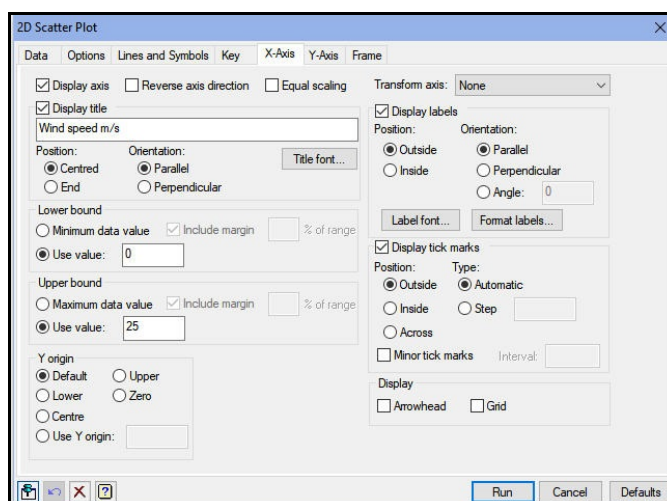 2D Scatter Plot
Data Options Lines and Symbols Key X-Axis Y-Axis Frame
Display axis Reverse axis direction Equal scaling Transform axis: None
Display title
Wind speed m/s
Position: Orientation:
Centred Parallel Title font...
End Perpendicular
Lower bound
Minimum data value Include margin % of range
Use value: 0
Upper bound
Maximum data value Include margin % of range
Use value: 25
Y origin
Default Upper
Lower Zero
Centre
Use Y origin:
Display labels
Position: Orientation:
Outside Parallel
Inside Perpendicular
Angle: 0
Label font... Format labels...
Display tick marks
Position: Type:
Outside Automatic
Inside Step
Across
Minor tick marks Interval:
Display
Arrowhead Grid
Run Cancel Defaults